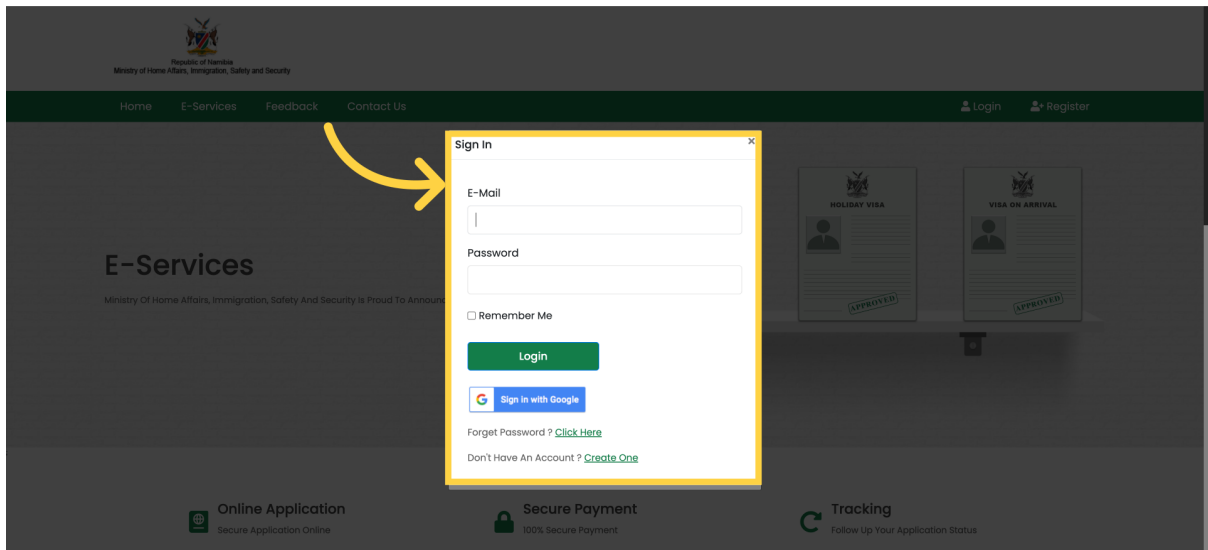 Republic of Namibia
Ministry of Home Affairs, Immigration, Safety and Security
Home E-Services Feedback Contact Us Login Register
Sign In ×
E-Mail
Password
Remember Me
Login
Sign in with Google
Forget Password ? Click Here
Don't Have An Account ? Create One
E-Services
Ministry Of Home Affairs, Immigration, Safety And Security Is Proud To Announc
HOLIDAY VISA
APPROVED
VISA ON ARRIVAL
APPROVED
Online Application
Secure Application Online
Secure Payment
100% Secure Payment
Tracking
Follow Up Your Application Status